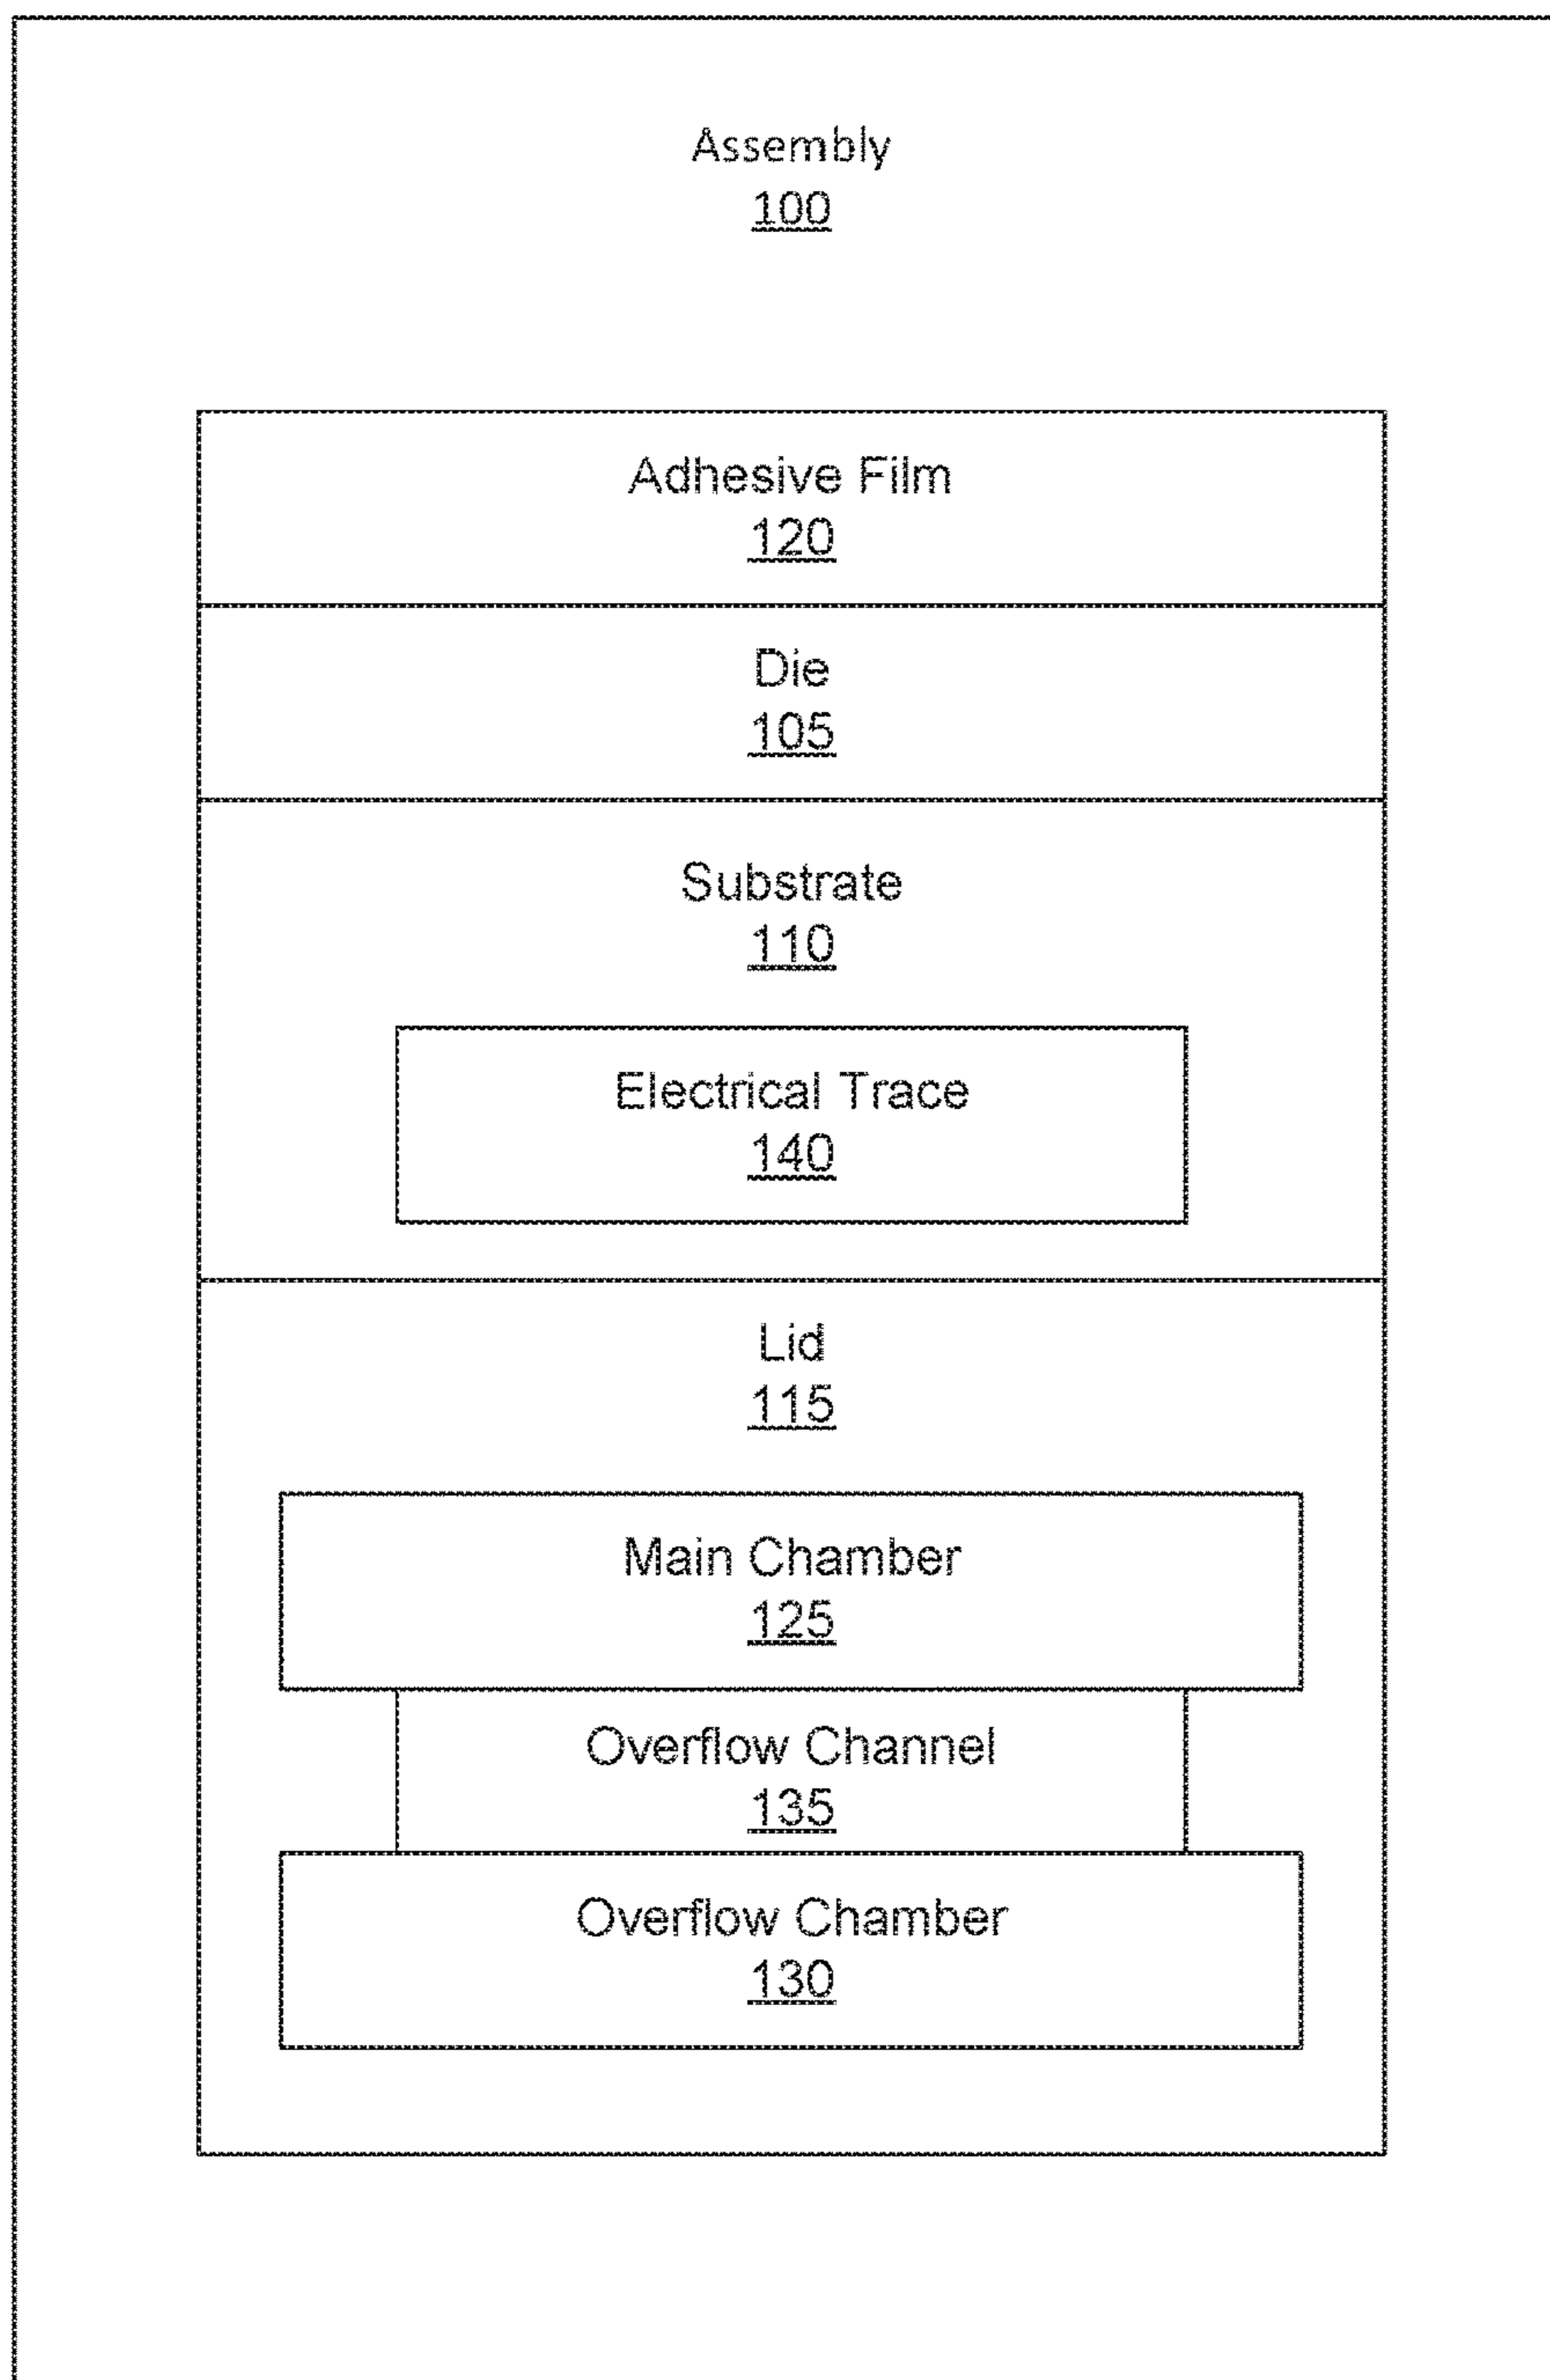 Assembly
100
Adhesive Film
120
Die
105
Substrate
110
Electrical Trace
140
Lid
115
Main Chamber
125
Overflow Channel
135
Overflow Chamber
130